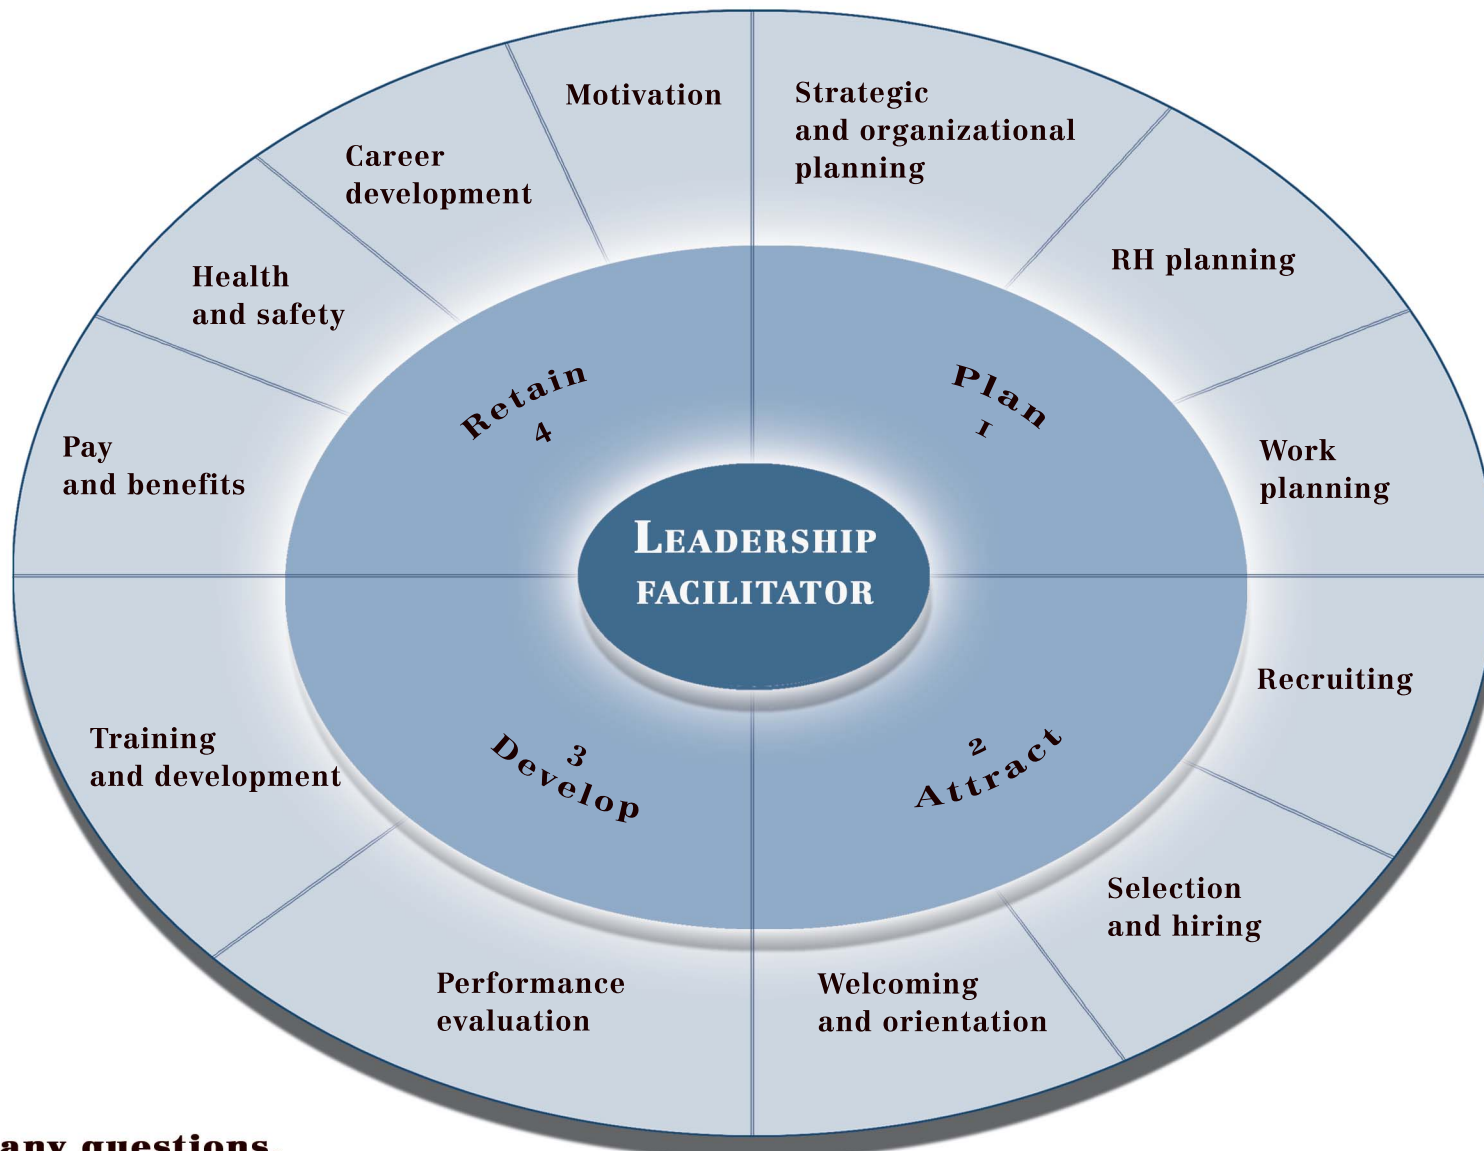 Motivation
Strategic
and organizational
planning
Career
development
RH planning
Health
and safety
Work
planning
Pay
and benefits
Retain
4
Plan
1
LEADERSHIP
FACILITATOR
Recruiting
Training
and development
3
Develop
2
Attract
Selection
and hiring
Performance
evaluation
Welcoming
and orientation
any questions